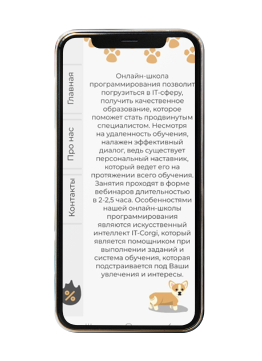 Главная
Про нас
Контакты
Онлайн-школа
программирования позволит
погрузиться в IT-сферу,
получить качественное
образование, которое
поможет стать продвинутым
специалистом. Несмотря
на удаленность обучения,
налажен эффективный
диалог, ведь существует
персональный наставник,
который ведет его на
протяжении всего обучения.
Занятия проходят в форме
вебинаров длительностью
в 2-2,5 часа. Особенностями
нашей онлайн-школы
программирования
являются искусственный
интеллект IT-Corgi, который
является помощником при
выполнении заданий и
система обучения, которая
подстраивается под Ваши
увлечения и интересы.
%